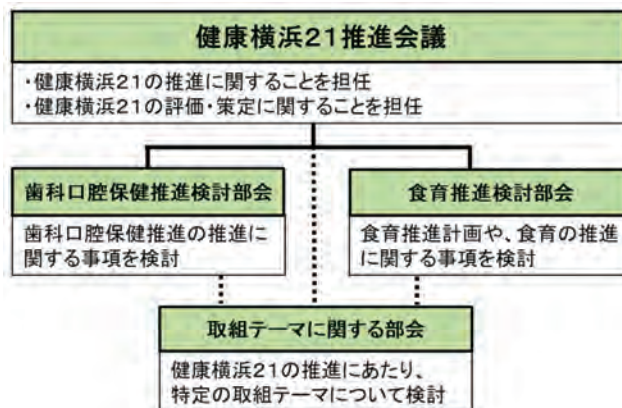 健康横浜21推進会議
・健康横浜21の推進に関することを担任
・健康横浜21の評価・策定に関することを担任
歯科口腔保健推進検討部会
歯科口腔保健推進の推進に
関する事項を検討
食育推進検討部会
食育推進計画や、食育の推進
に関する事項を検討
取組テーマに関する部会
健康横浜21の推進にあたり、
特定の取組テーマについて検討